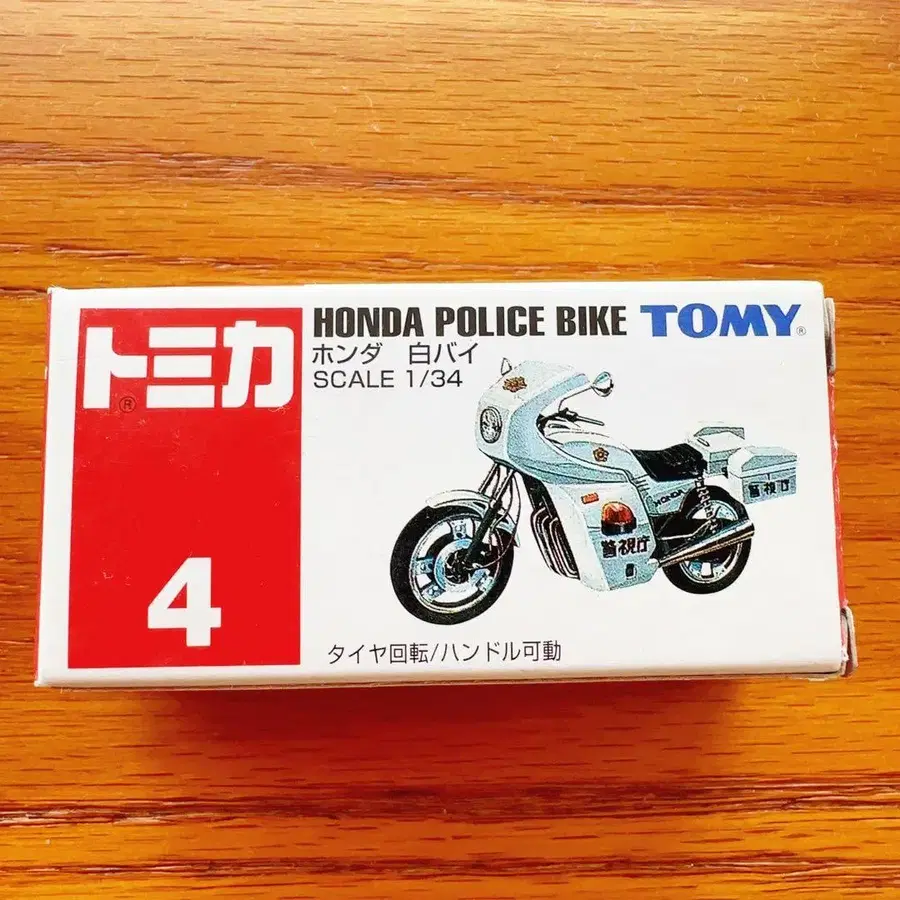 トミカ®
HONDA POLICE BIKE TOMY®
ホンダ 白バイ
SCALE 1/34
HONDA
警視庁
警視庁
4
タイヤ回転/ハンドル可動